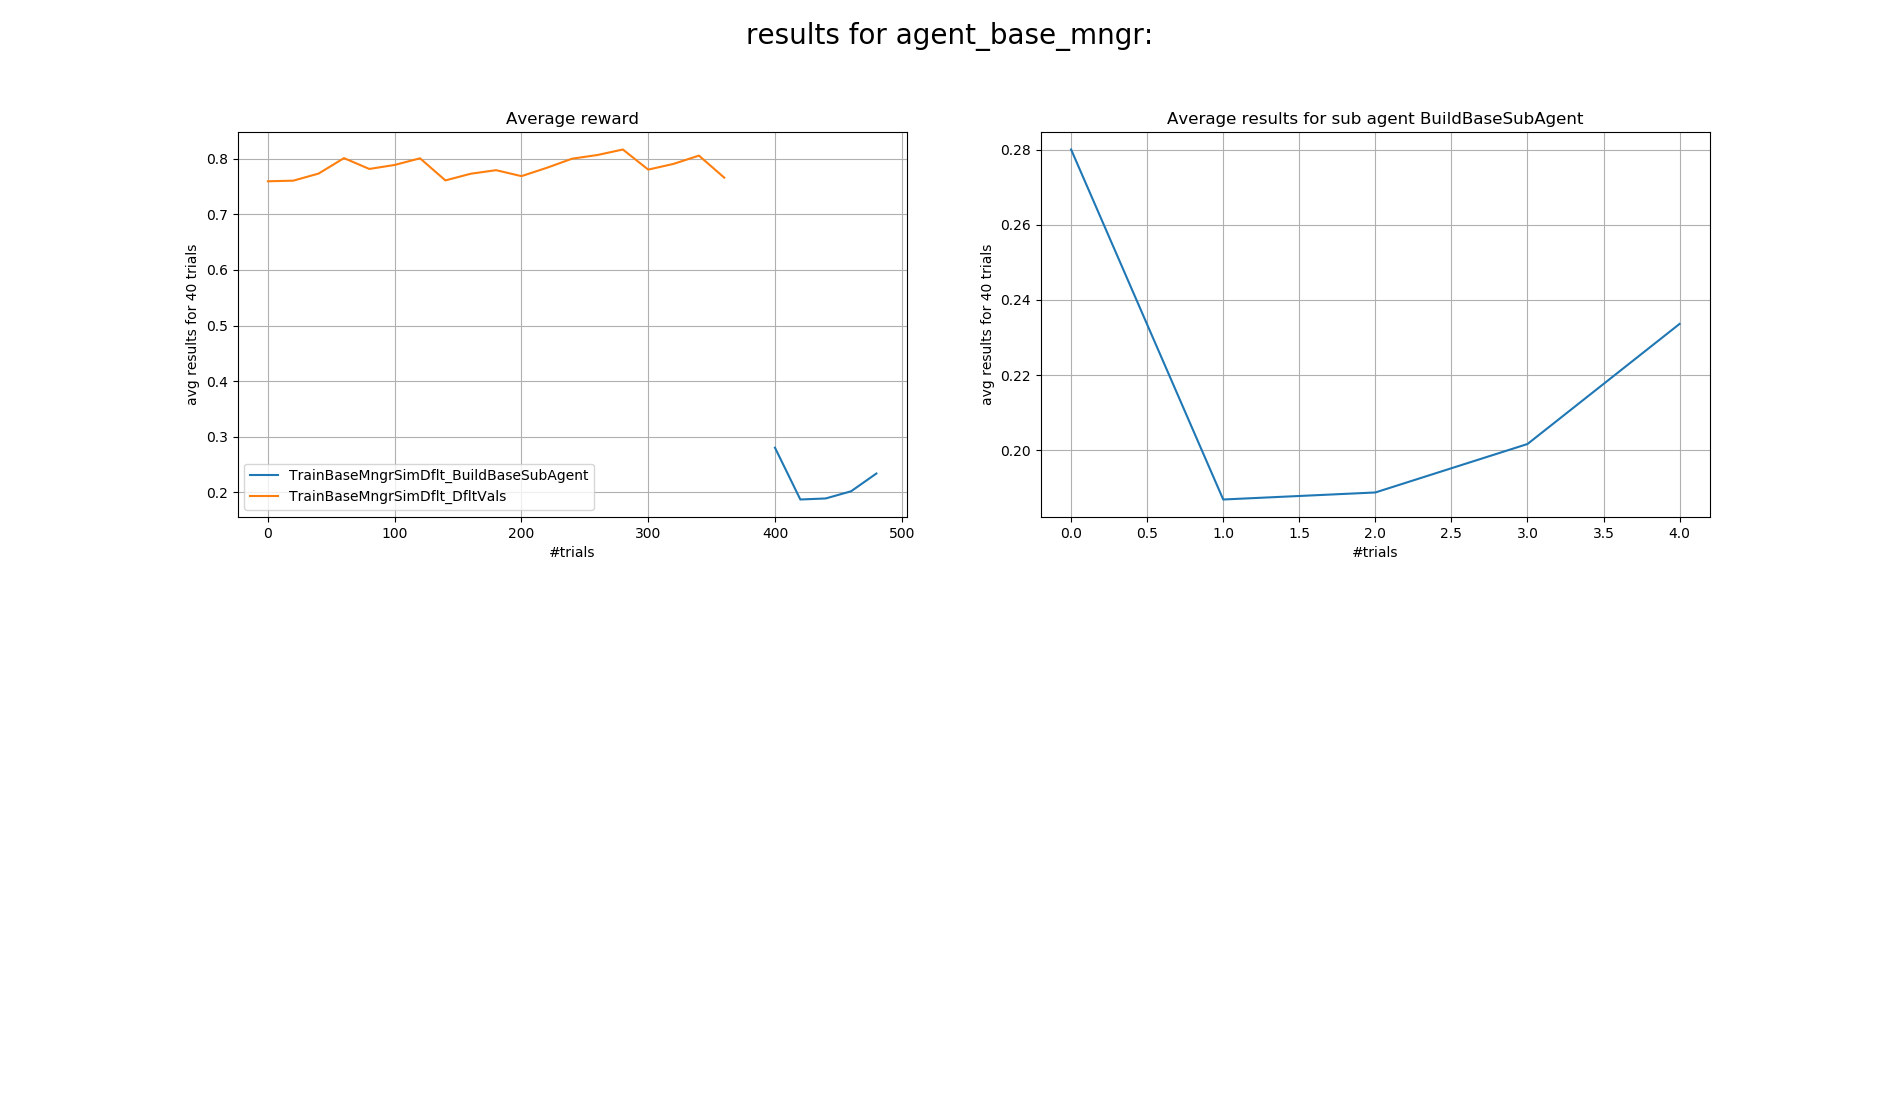 results for agent_base_mngr:
Average reward
avg results for 40 trials
0.8
0.7
0.6
0.5
0.4
0.3
0.2
TrainBaseMngrSimDflt_BuildBaseSubAgent
TrainBaseMngrSimDflt_DfltVals
0 100 200 300 400 500
#trials
Average results for sub agent BuildBaseSubAgent
avg results for 40 trials
0.28
0.26
0.24
0.22
0.20
0.0 0.5 1.0 1.5 2.0 2.5 3.0 3.5 4.0
#trials